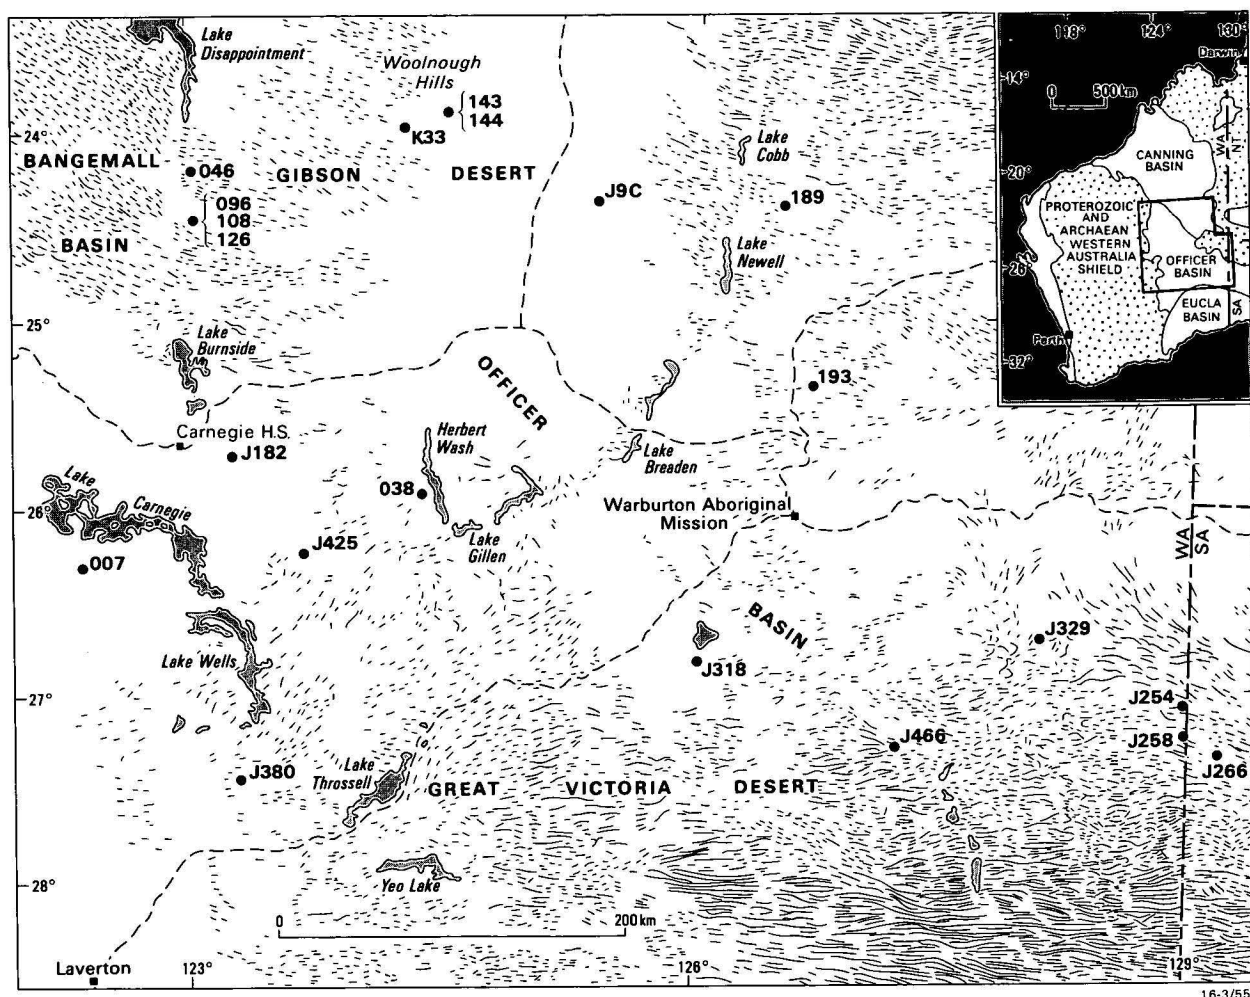 Lake
Disappointment
Woolnough
Hills
143
144
K33
24°
BANGEMALL
046
GIBSON
DESERT
096
108
126
BASIN
J9C
Lake
Cobb
189
Lake
Newell
25°
Lake
Burnside
OFFICER
193
Carnegie H.S.
J182
Herbert
Wash
Lake
Breaden
038
Lake
Carnegie
Warburton Aboriginal
Mission
26°
Lake
Gillen
J425
007
WA
SA
BASIN
J329
Lake Wells
J318
27°
J254
J466
J258
J266
J380
Lake
Throssell
GREAT
VICTORIA
DESERT
28°
Yeo Lake
0
200km
Laverton
123°
126°
129°
16-3/55
118°
124°
130°
Darwin
14°
0
500km
WA
NT
CANNING
BASIN
20°
PROTEROZOIC
AND
ARCHAEAN
WESTERN
AUSTRALIA
SHIELD
26°
OFFICER
BASIN
EUCLA
BASIN
SA
Perth
32°